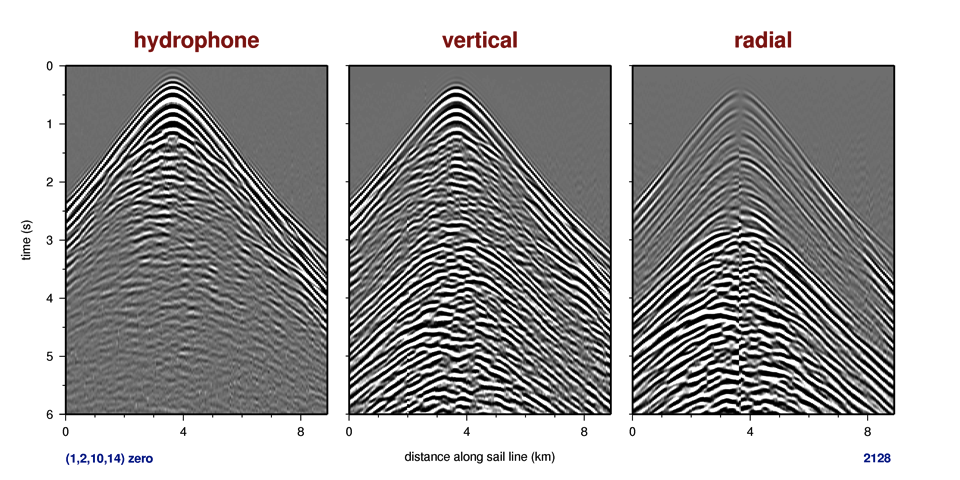 hydrophone
vertical
radial
time (s)
0
1
2
3
4
5
6
0 4 8
0 4 8
0 4 8
(1,2,10,14) zero
distance along sail line (km)
2128